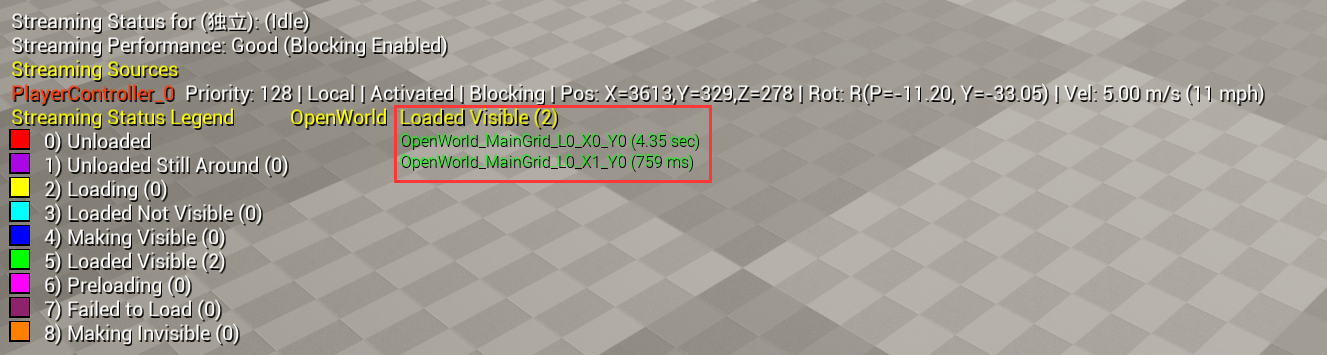 Streaming Status for (独立): (Idle)
Streaming Performance: Good (Blocking Enabled)
Streaming Sources
PlayerController_0 Priority: 128 | Local | Activated | Blocking | Pos: X=3613,Y=329,Z=278 | Rot: R(P=-11.20, Y=-33.05) | Vel: 5.00 m/s (11 mph)
Streaming Status Legend OpenWorld Loaded Visible (2)
0) Unloaded OpenWorld_MainGrid_L0_X0_Y0 (4.35 sec)
1) Unloaded Still Around (0) OpenWorld_MainGrid_L0_X1_Y0 (759 ms)
2) Loading (0)
3) Loaded Not Visible (0)
4) Making Visible (0)
5) Loaded Visible (2)
6) Preloading (0)
7) Failed to Load (0)
8) Making Invisible (0)